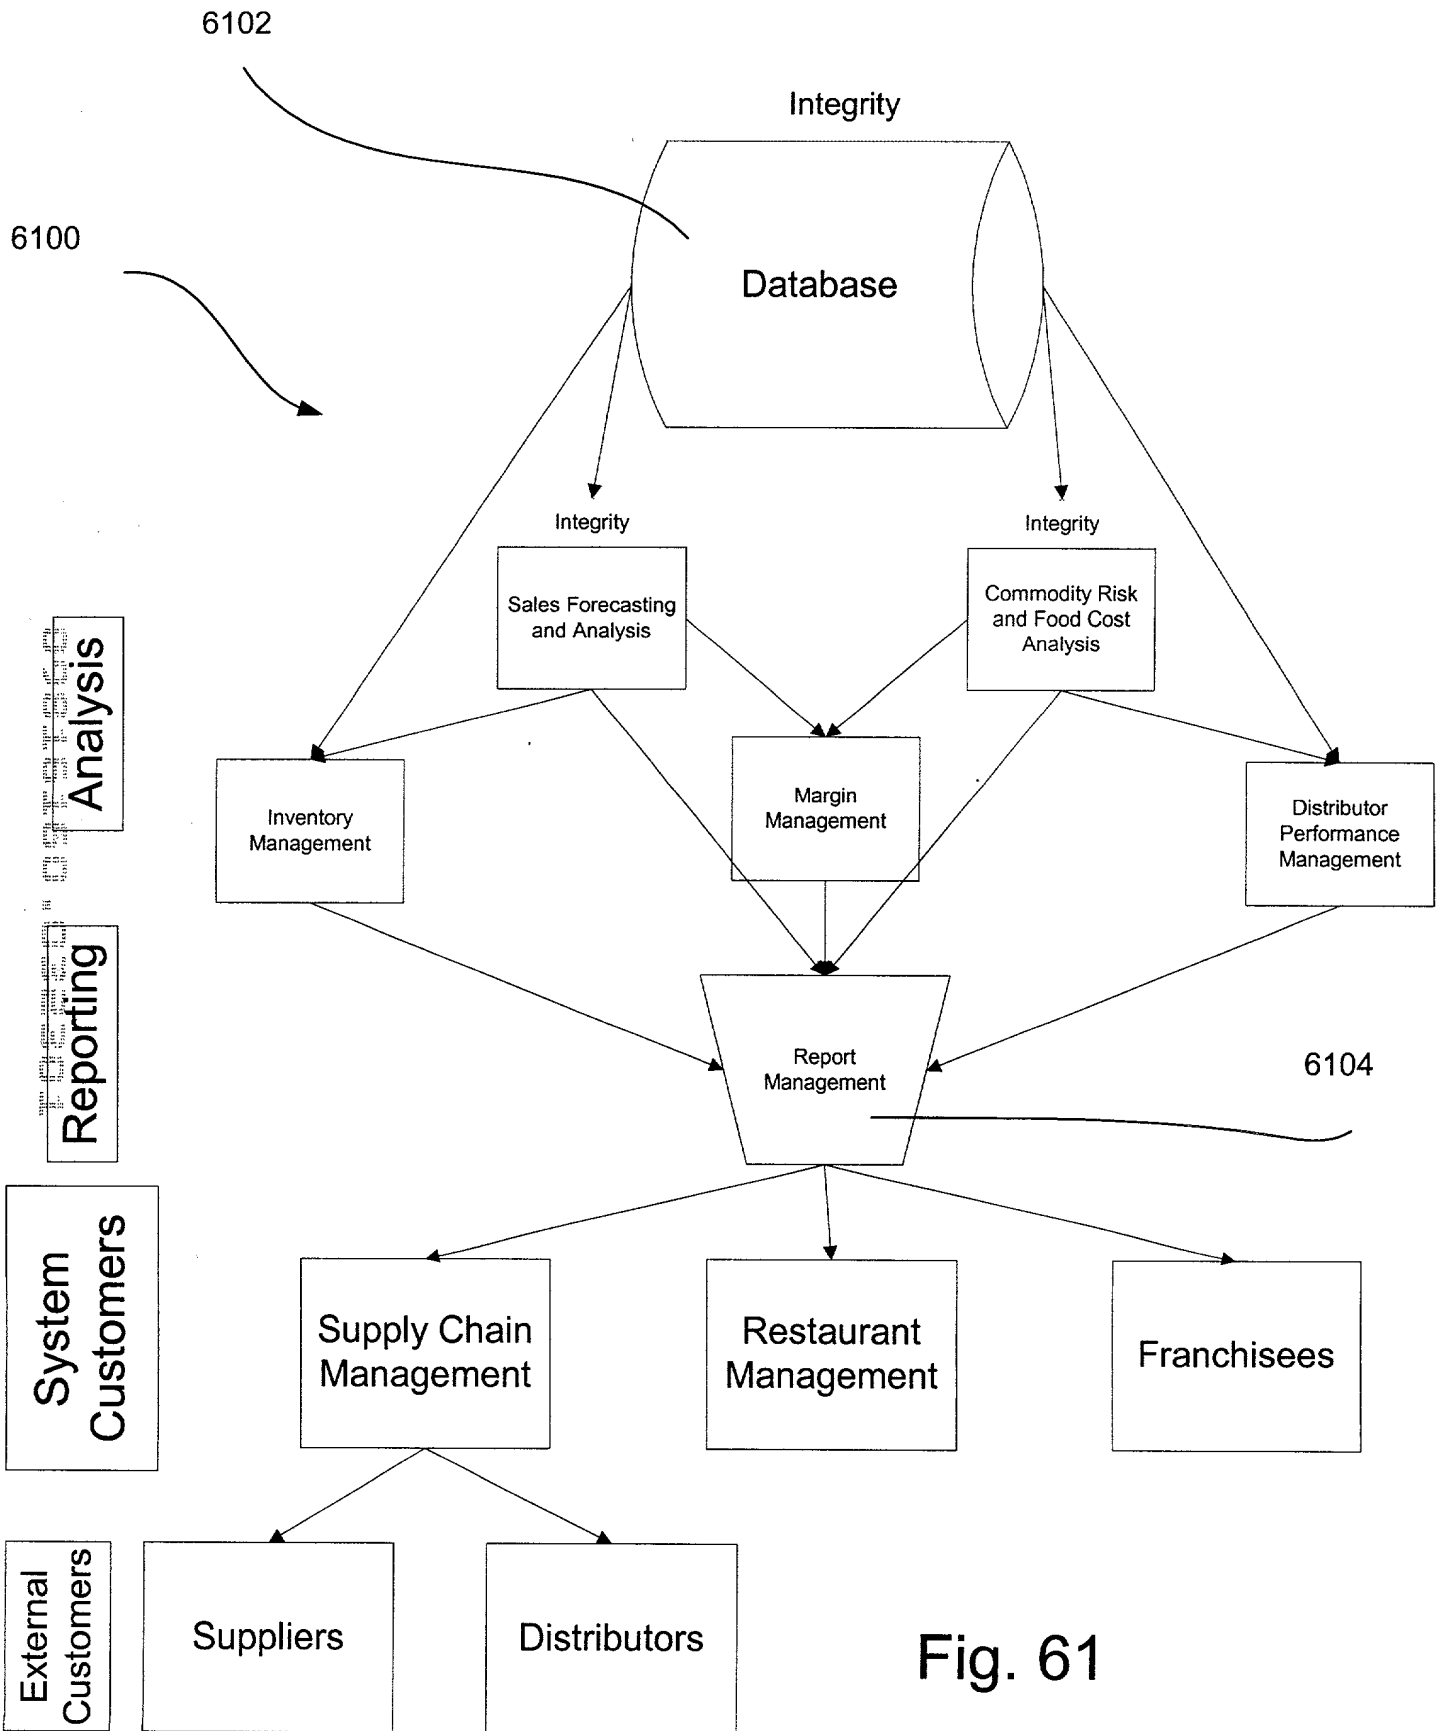 6102
Integrity
6100
Database
Integrity
Integrity
Sales Forecasting
and Analysis
Commodity Risk
and Food Cost
Analysis
Analysis
Inventory
Management
Margin
Management
Distributor
Performance
Management
Reporting
Report
Management
6104
System
Customers
Supply Chain
Management
Restaurant
Management
Franchisees
External
Customers
Suppliers
Distributors
Fig. 61